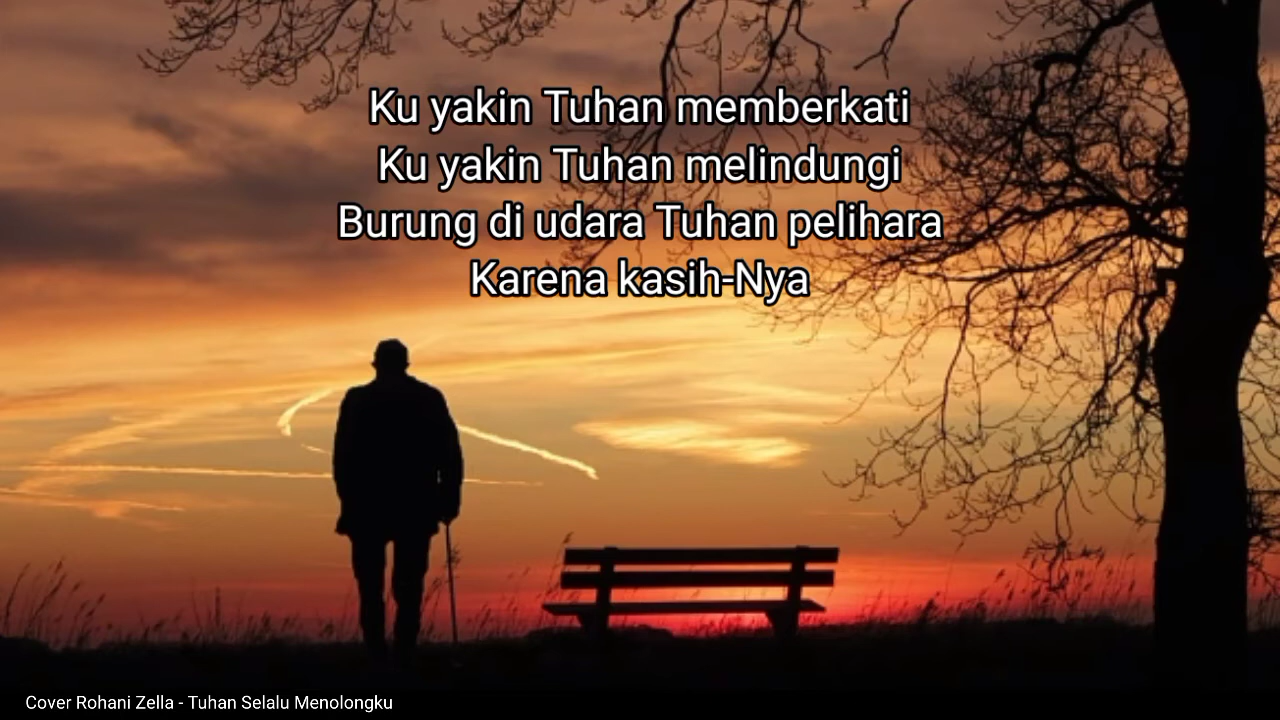 Ku yakin Tuhan memberkati
Ku yakin Tuhan melindungi
Burung di udara Tuhan pelihara
Karena kasih-Nya
Cover Rohani Zella - Tuhan Selalu Menolongku